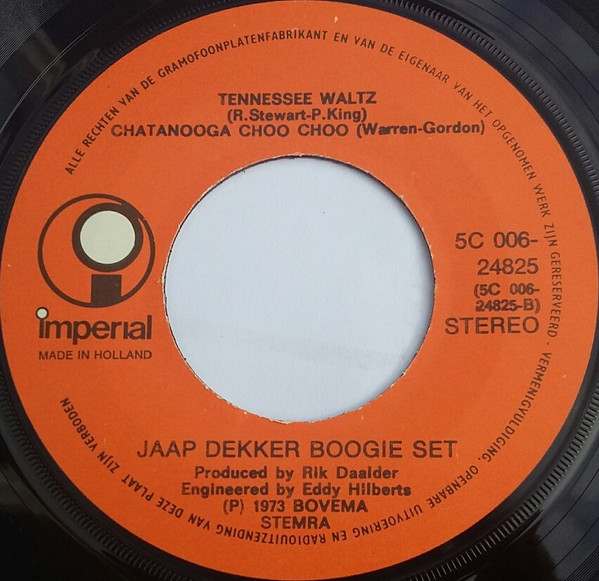 ALLE RECHTEN VAN DE GRAMOFOONPLATENFABRIKANT EN VAN DE EIGENAAR VAN HET OPGENOMEN WERK ZIJN GERESERVEERD - VERMENIGVULDIGING, OPENBARE UITVOERING EN RADIOUITZENDING VAN DEZE PLAAT ZIJN VERBODEN
TENNESSEE WALTZ
(R.Stewart-P.King)
CHATANOOGA CHOO CHOO (Warren-Gordon)
5C 006-
24825
(5C 006-
24825-B)
STEREO
imperial
MADE IN HOLLAND
JAAP DEKKER BOOGIE SET
Produced by Rik Daalder
Engineered by Eddy Hilberts
(P) 1973 BOVEMA
STEMRA